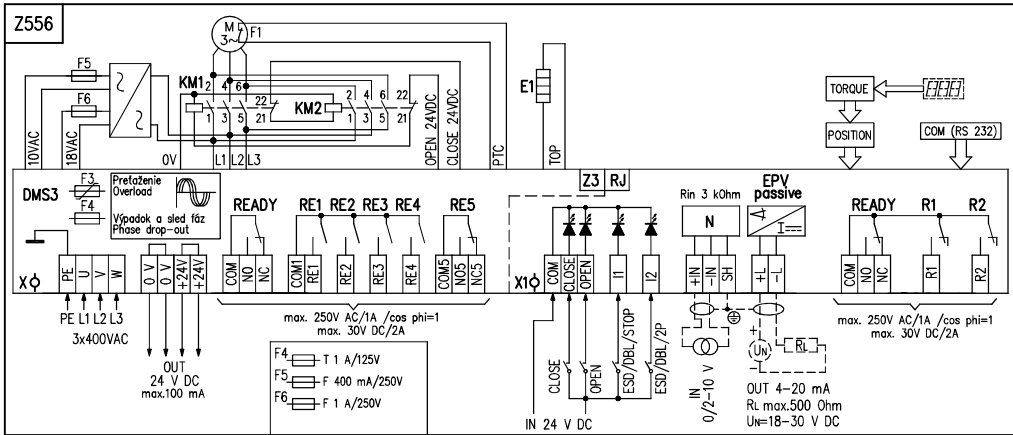 Z556
M
3~
F1
F5
F6
KM1
2 4 6
22
1 3 5
21
KM2
2 4 6
22
1 3 5
21
E1
TORQUE
POSITION
COM (RS 232)
10VAC
18VAC
0V
L1 L2 L3
OPEN 24VDC
CLOSE 24VDC
PTC
TOP
DMS3
F3
F4
Preťaženie
Overload
Výpadok a sled fáz
Phase drop-out
READY
RE1 RE2 RE3 RE4
RE5
Z3 RJ
Rin 3 kOhm
N
EPV
passive
READY
R1
R2
X
PE
U
V
W
0 V
0 V
+24V
+24V
COM
NO
NC
COM1
RE1
RE2
RE3
RE4
COM5
NO5
NC5
X1
COM
CLOSE
OPEN
I1
I2
+IN
-IN
SH
+L
-L
COM
NO
NC
R1
R2
PE L1 L2 L3
3x400VAC
OUT
24 V DC
max.100 mA
max. 250V AC/1A /cos phi=1
max. 30V DC/2A
F4 T 1 A/125V
F5 F 400 mA/250V
F6 F 1 A/250V
CLOSE
OPEN
ESD/DBL/STOP
ESD/DBL/2P
IN 24 V DC
IN
0/2-10 V
+
UN
-
RL
OUT 4-20 mA
RL max.500 Ohm
UN=18-30 V DC
max. 250V AC/1A /cos phi=1
max. 30V DC/2A